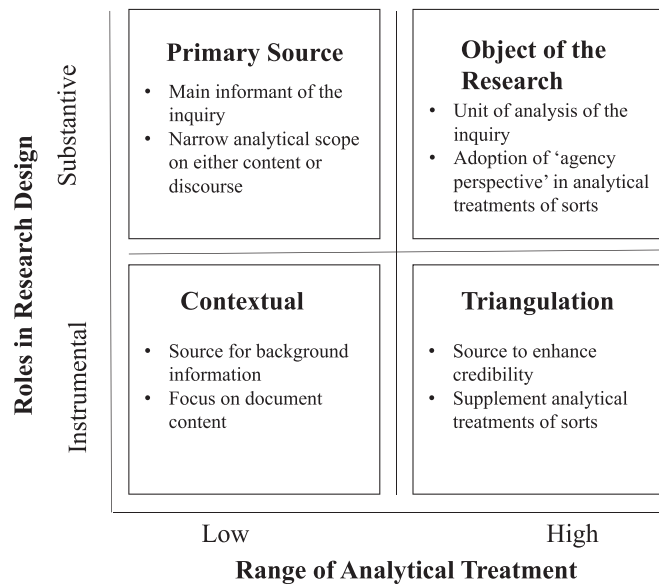 Roles in Research Design
Substantive
Primary Source
• Main informant of the
inquiry
• Narrow analytical scope
on either content or
discourse
Object of the
Research
• Unit of analysis of the
inquiry
• Adoption of ‘agency
perspective’ in analytical
treatments of sorts
Instrumental
Contextual
• Source for background
information
• Focus on document
content
Triangulation
• Source to enhance
credibility
• Supplement analytical
treatments of sorts
Low
High
Range of Analytical Treatment